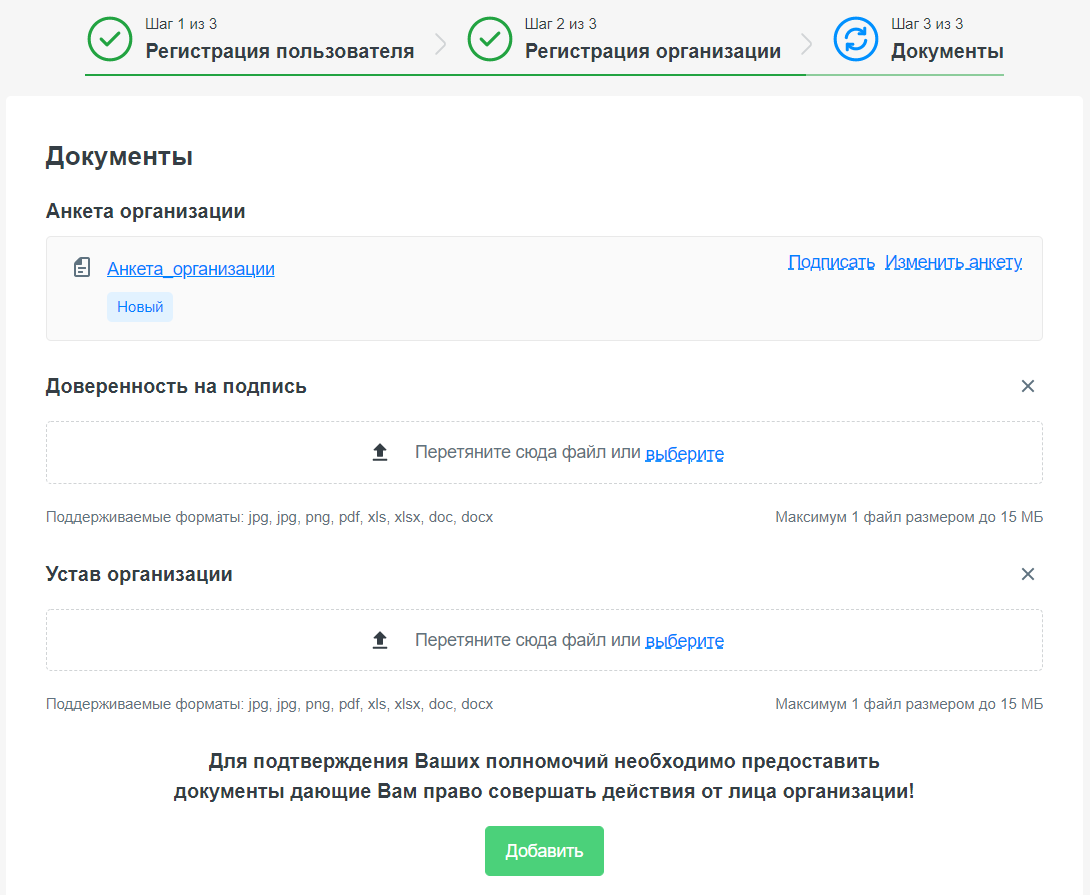 Шаг 1 из 3
Регистрация пользователя
Шаг 2 из 3
Регистрация организации
Шаг 3 из 3
Документы
Документы
Анкета организации
Анкета_организации
Подписать Изменить анкету
Новый
Доверенность на подпись
Перетяните сюда файл или выберите
Поддерживаемые форматы: jpg, jpg, png, pdf, xls, xlsx, doc, docx
Максимум 1 файл размером до 15 МБ
Устав организации
Перетяните сюда файл или выберите
Поддерживаемые форматы: jpg, jpg, png, pdf, xls, xlsx, doc, docx
Максимум 1 файл размером до 15 МБ
Для подтверждения Ваших полномочий необходимо предоставить
документы дающие Вам право совершать действия от лица организации!
Добавить